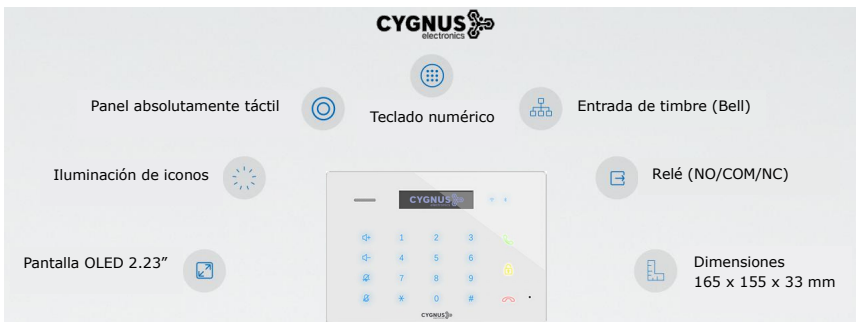 CYGNUS
electronics
Panel absolutamente táctil
Teclado numérico
Entrada de timbre (Bell)
Iluminación de iconos
Relé (NO/COM/NC)
Pantalla OLED 2.23”
Dimensiones
165 x 155 x 33 mm
CYGNUS
1 2 3
4 5 6
7 8 9
* 0 #
CYGNUS